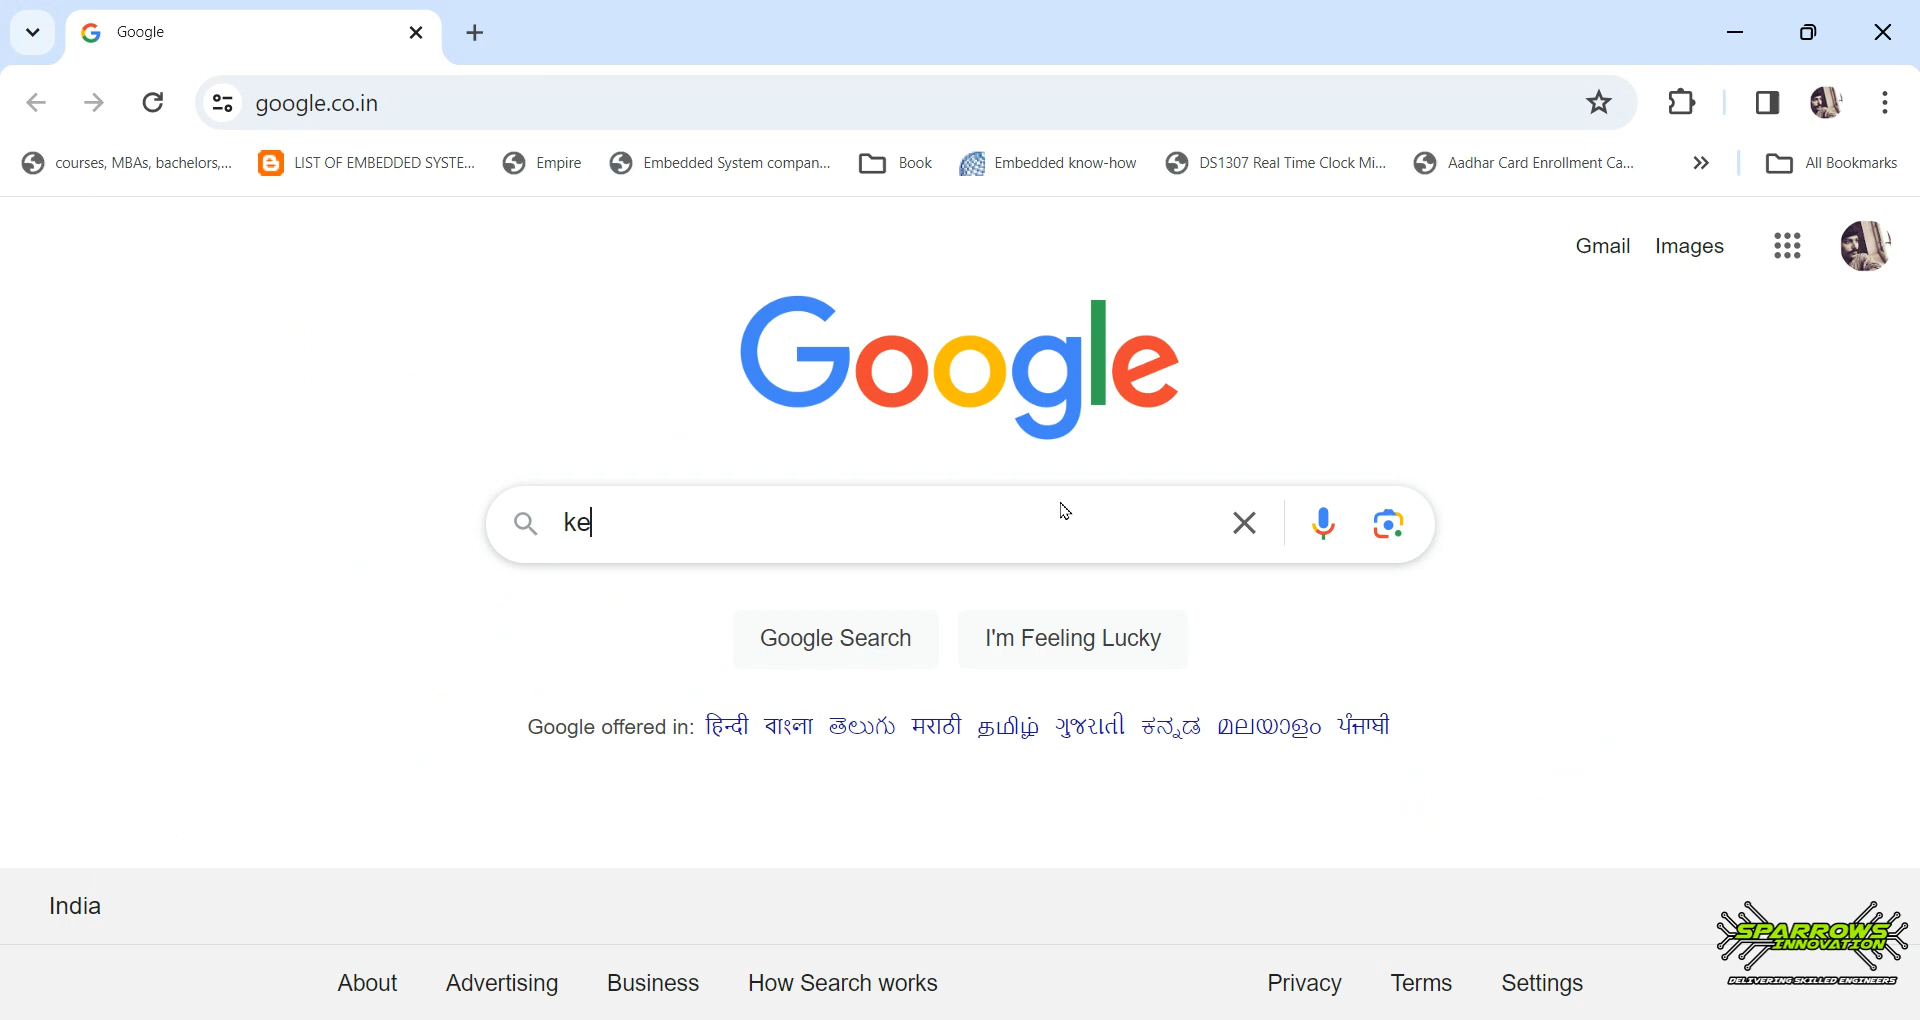 Google
google.co.in
courses, MBAs, bachelors,... LIST OF EMBEDDED SYSTE... Empire Embedded System compan... Book Embedded know-how DS1307 Real Time Clock Mi... Aadhar Card Enrollment Ca... All Bookmarks
Gmail Images
Google
ke
Google Search I'm Feeling Lucky
Google offered in: हिन्दी বাংলা తెలుగు मराठी தமிழ் ગુજરાતી ಕನ್ನಡ മലയാളം ਪੰਜਾਬੀ
India
SPARROWS
INNOVATION
DELIVERING SKILLED ENGINEERS
About Advertising Business How Search works Privacy Terms Settings